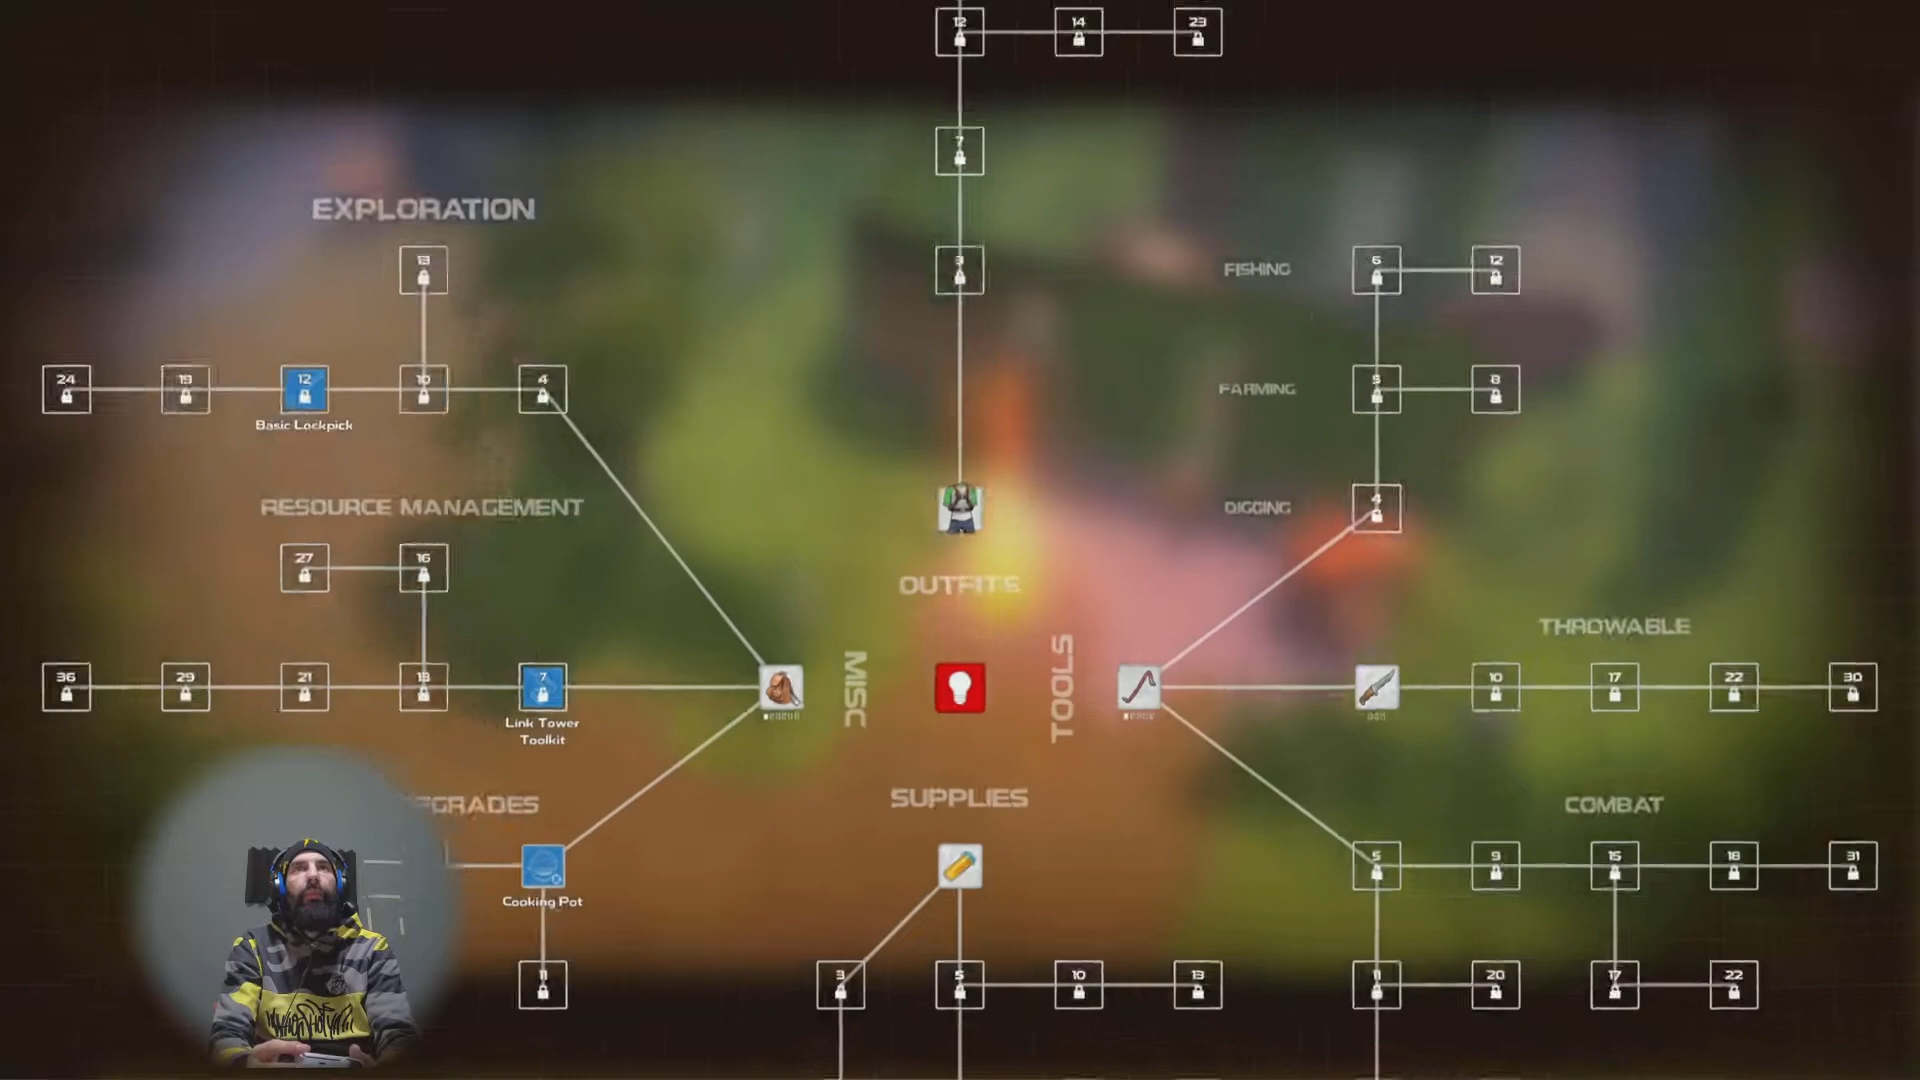 12 14 23
7
EXPLORATION
13
3
FISHING 6 12
24 19 12 10 4
Basic Lockpick
FARMING 5 8
RESOURCE MANAGEMENT
DIGGING 4
27 16
OUTFITS
THROWABLE
MISC
TOOLS
36 29 21 13 7
10 17 22 30
Link Tower
Toolkit
GRADES
SUPPLIES
COMBAT
5 9 15 18 31
Cooking Pot
11
3 5 10 13
11 20 17 22